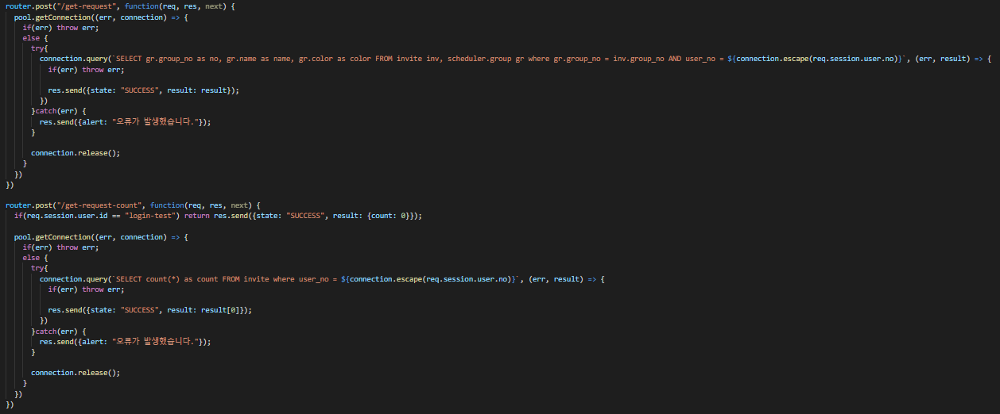 router.post("/get-request", function(req, res, next) {
pool.getConnection((err, connection) => {
if(err) throw err;
else {
try{
connection.query(`SELECT gr.group_no as no, gr.name as name, gr.color as color FROM invite inv, scheduler.group gr where gr.group_no = inv.group_no AND user_no = ${connection.escape(req.session.user.no)}`, (err, result) => {
if(err) throw err;
res.send({state: "SUCCESS", result: result});
})
}catch(err) {
res.send({alert: "오류가 발생했습니다."});
}
connection.release();
}
})
})
router.post("/get-request-count", function(req, res, next) {
if(req.session.user.id == "login-test") return res.send({state: "SUCCESS", result: {count: 0}});
pool.getConnection((err, connection) => {
if(err) throw err;
else {
try{
connection.query(`SELECT count(*) as count FROM invite where user_no = ${connection.escape(req.session.user.no)}`, (err, result) => {
if(err) throw err;
res.send({state: "SUCCESS", result: result[0]});
})
}catch(err) {
res.send({alert: "오류가 발생했습니다."});
}
connection.release();
}
})
})